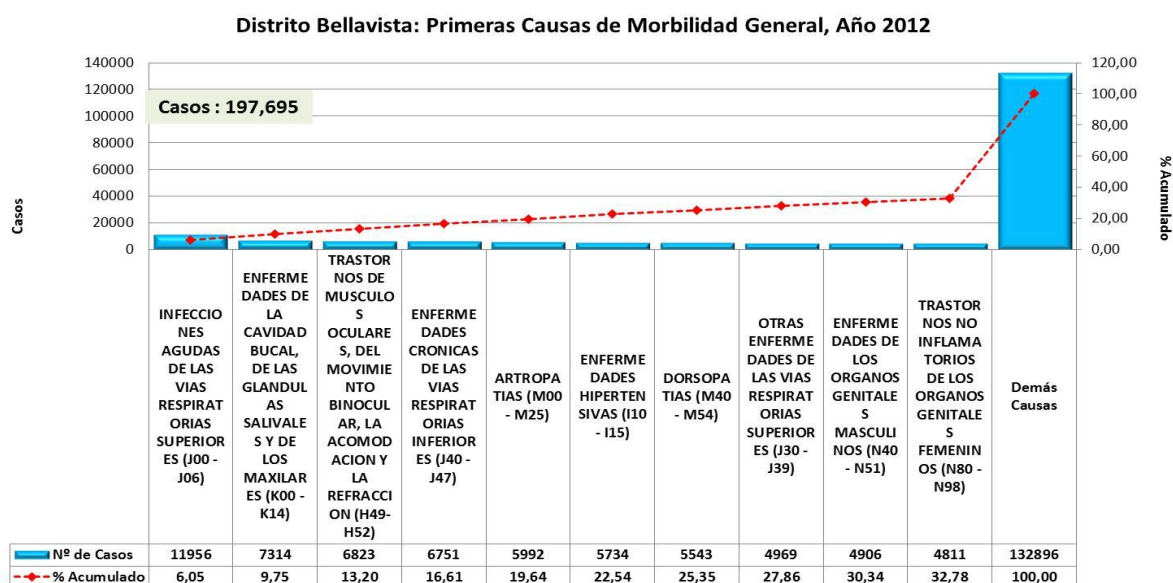 Distrito Bellavista: Primeras Causas de Morbilidad General, Año 2012
140000
120000
100000
80000
60000
40000
20000
0
Casos
Casos : 197,695
120,00
100,00
80,00
60,00
40,00
20,00
0,00
% Acumulado
INFECCIO
NES
AGUDAS
DE LAS
VIAS
RESPIRAT
ORIAS
SUPERIOR
ES (J00 -
J06)
ENFERME
DADES DE
LA
CAVIDAD
BUCAL,
DE LAS
GLANDUL
AS
SALIVALE
S Y DE
LOS
MAXILAR
ES (K00 -
K14)
TRASTOR
NOS DE
MUSCULO
S
OCULARE
S, DEL
MOVIMIE
NTO
BINOCUL
AR, LA
ACOMOD
ACION Y
LA
REFRACCI
ON (H49-
H52)
ENFERME
DADES
CRONICAS
DE LAS
VIAS
RESPIRAT
ORIAS
INFERIOR
ES (J40 -
J47)
ARTROPA
TIAS (M00
- M25)
ENFERME
DADES
HIPERTEN
SIVAS (I10
- I15)
DORSOPA
TIAS (M40
- M54)
OTRAS
ENFERME
DADES DE
LAS VIAS
RESPIRAT
ORIAS
SUPERIOR
ES (J30 -
J39)
ENFERME
DADES DE
LOS
ORGANOS
GENITALE
S
MASCULI
NOS (N40
- N51)
TRASTOR
NOS NO
INFLAMA
TORIOS
DE LOS
ORGANOS
GENITALE
S
FEMENIN
OS (N80 -
N98)
Demás
Causas
Nº de Casos 11956 7314 6823 6751 5992 5734 5543 4969 4906 4811 132896
% Acumulado 6,05 9,75 13,20 16,61 19,64 22,54 25,35 27,86 30,34 32,78 100,00